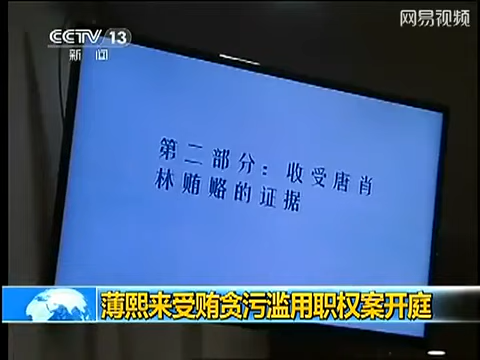 CCTV 13
新闻
网易视频
第二部分：收受唐肖
林贿赂的证据
薄熙来受贿贪污滥用职权案开庭